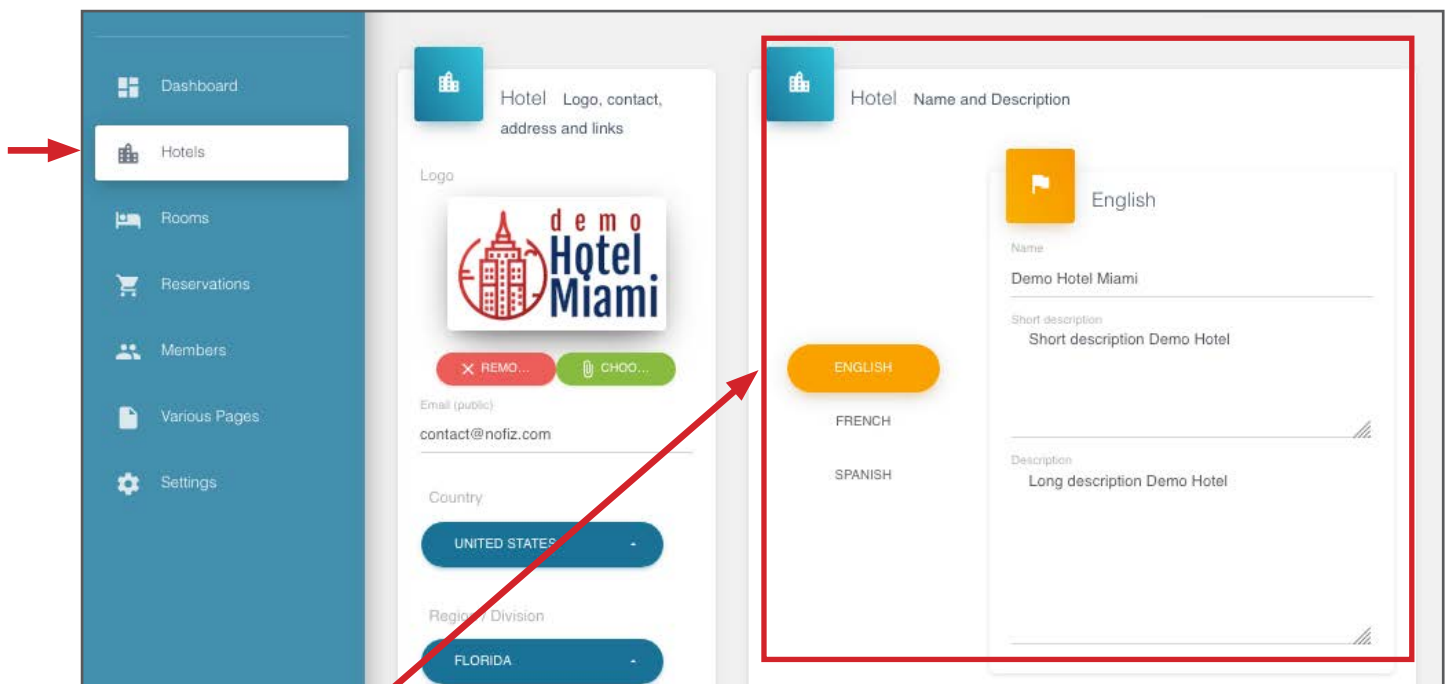 Dashboard
Hotels
Rooms
Reservations
Members
Various Pages
Settings
Hotel Logo, contact,
address and links
Logo
demo
Hotel
Miami
REMO...
CHOO...
Email (public)
contact@nofiz.com
Country
UNITED STATES
Region / Division
FLORIDA
Hotel Name and Description
ENGLISH
FRENCH
SPANISH
English
Name
Demo Hotel Miami
Short description
Short description Demo Hotel
Description
Long description Demo Hotel